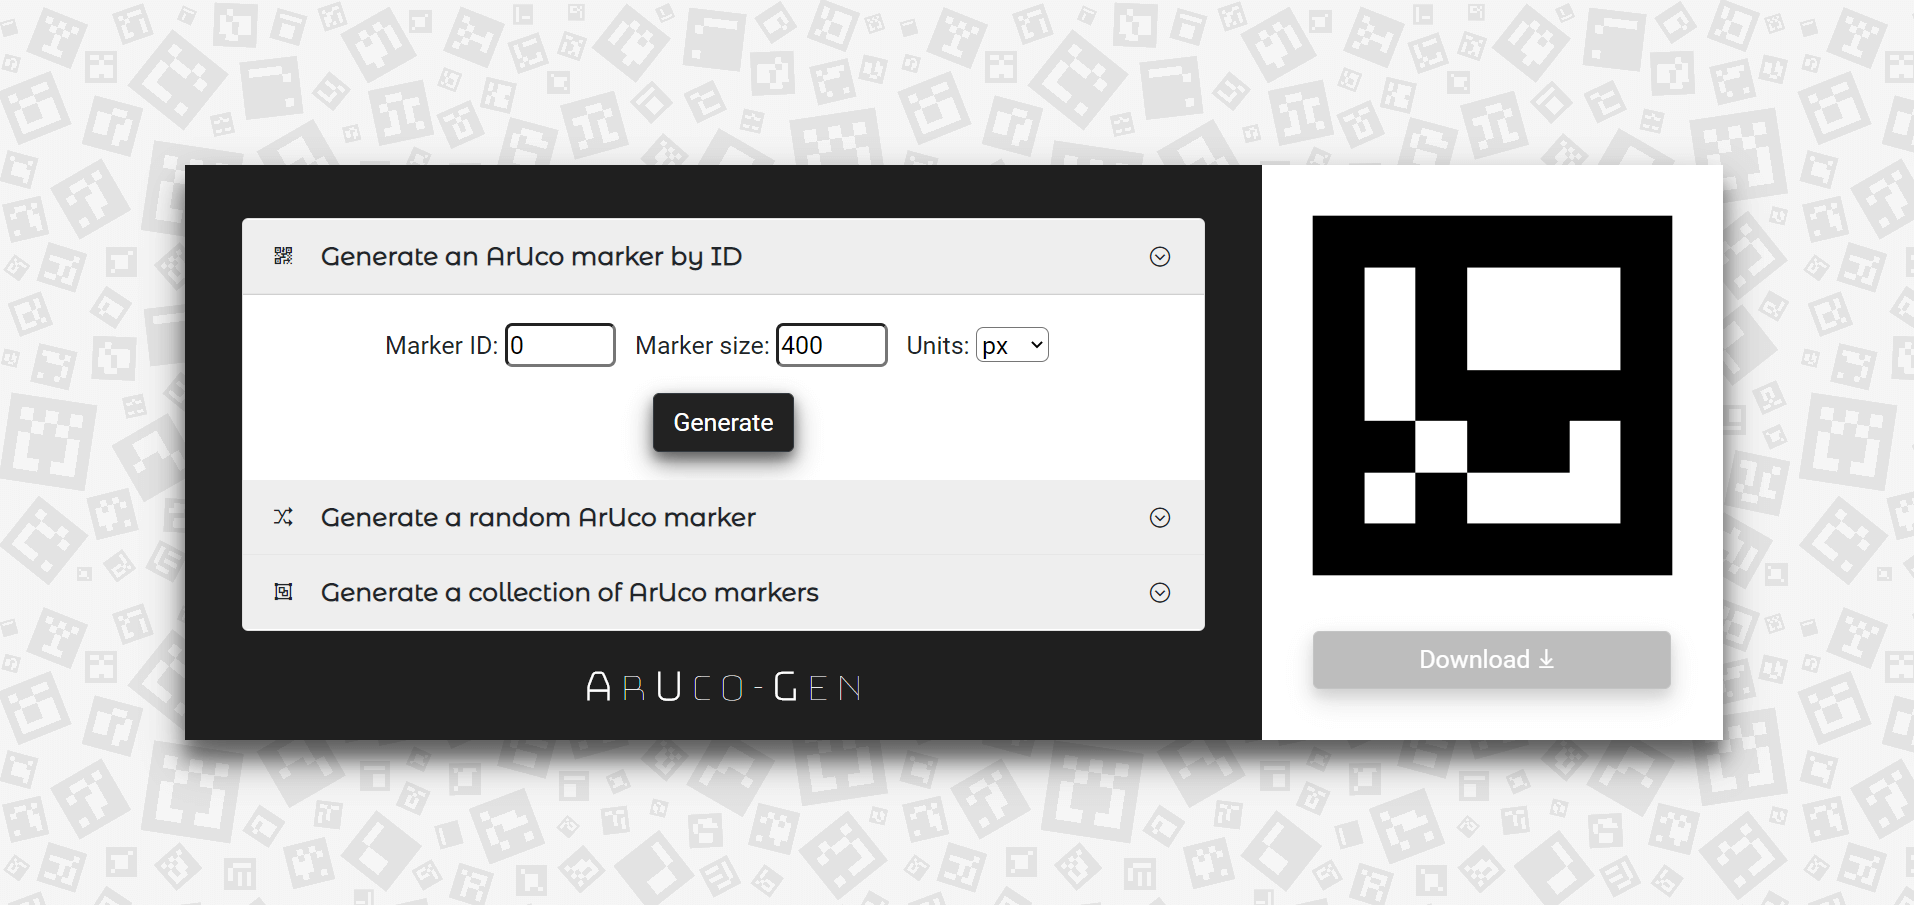 Generate an ArUco marker by ID
Marker ID: 0 Marker size: 400 Units: px
Generate
Generate a random ArUco marker
Generate a collection of ArUco markers
ArUco-Gen
Download